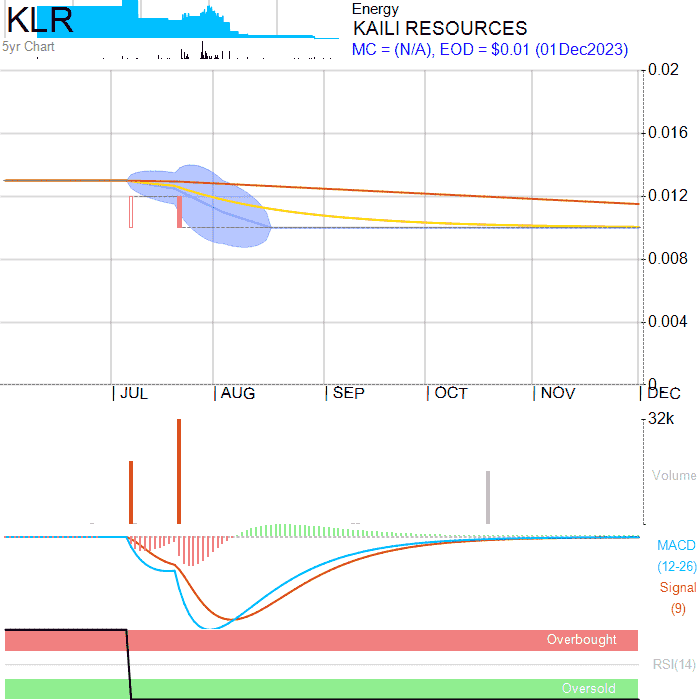 KLR
5yr Chart
Energy
KAILI RESOURCES
MC = (N/A), EOD = $0.01 (01Dec2023)
0.02
0.016
0.012
0.008
0.004
0
JUL AUG SEP OCT NOV DEC
32k
Volume
MACD
(12-26)
Signal
(9)
Overbought
RSI(14)
Oversold